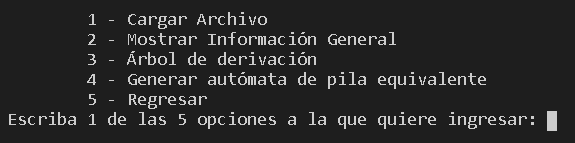 1 - Cargar Archivo
2 - Mostrar Información General
3 - Árbol de derivación
4 - Generar autómata de pila equivalente
5 - Regresar
Escriba 1 de las 5 opciones a la que quiere ingresar: